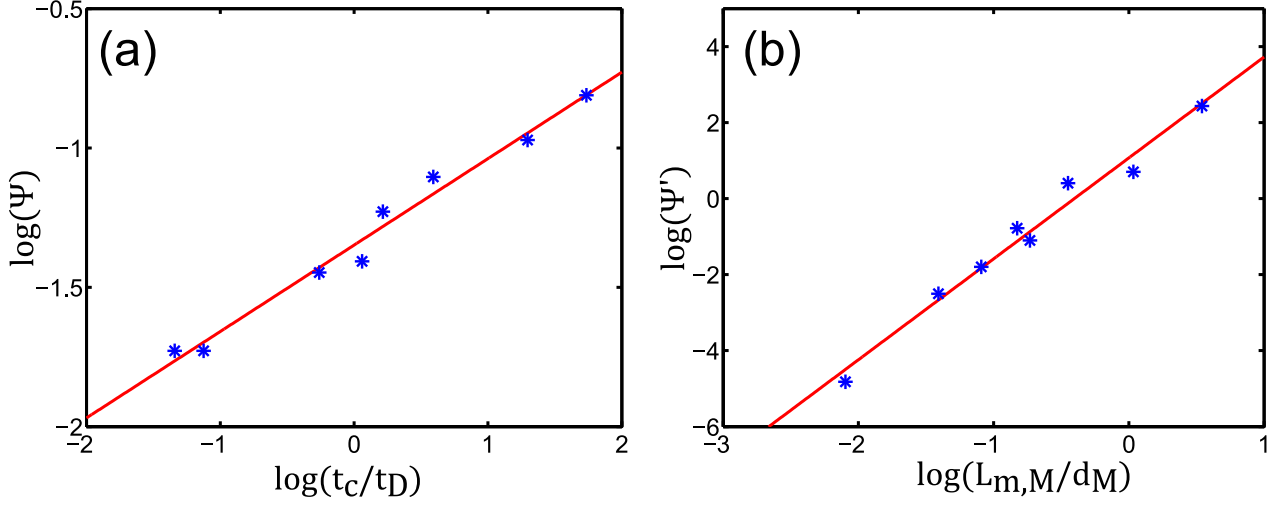 (a)
−0.5
−1
−1.5
−2
log(Ψ)
−2 −1 0 1 2
log(t_c/t_D)
(b)
4
2
0
−2
−4
−6
log(Ψ')
−3 −2 −1 0 1
log(L_m,M/d_M)